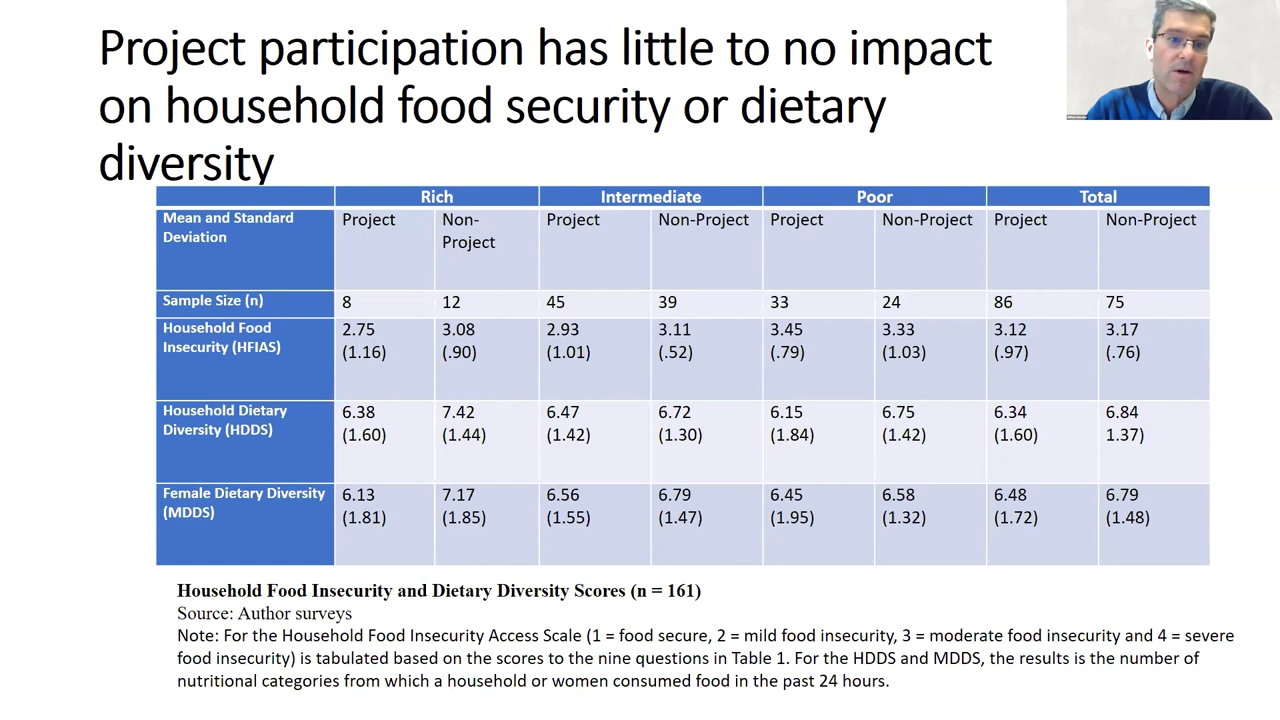 Project participation has little to no impact
on household food security or dietary
diversity
Rich Intermediate Poor Total
Mean and Standard Deviation Project Non-Project Project Non-Project Project Non-Project Project Non-Project
Sample Size (n) 8 12 45 39 33 24 86 75
Household Food Insecurity (HFIAS) 2.75 (1.16) 3.08 (.90) 2.93 (1.01) 3.11 (.52) 3.45 (.79) 3.33 (1.03) 3.12 (.97) 3.17 (.76)
Household Dietary Diversity (HDDS) 6.38 (1.60) 7.42 (1.44) 6.47 (1.42) 6.72 (1.30) 6.15 (1.84) 6.75 (1.42) 6.34 (1.60) 6.84 1.37)
Female Dietary Diversity (MDDS) 6.13 (1.81) 7.17 (1.85) 6.56 (1.55) 6.79 (1.47) 6.45 (1.95) 6.58 (1.32) 6.48 (1.72) 6.79 (1.48)
Household Food Insecurity and Dietary Diversity Scores (n = 161)
Source: Author surveys
Note: For the Household Food Insecurity Access Scale (1 = food secure, 2 = mild food insecurity, 3 = moderate food insecurity and 4 = severe
food insecurity) is tabulated based on the scores to the nine questions in Table 1. For the HDDS and MDDS, the results is the number of
nutritional categories from which a household or women consumed food in the past 24 hours.